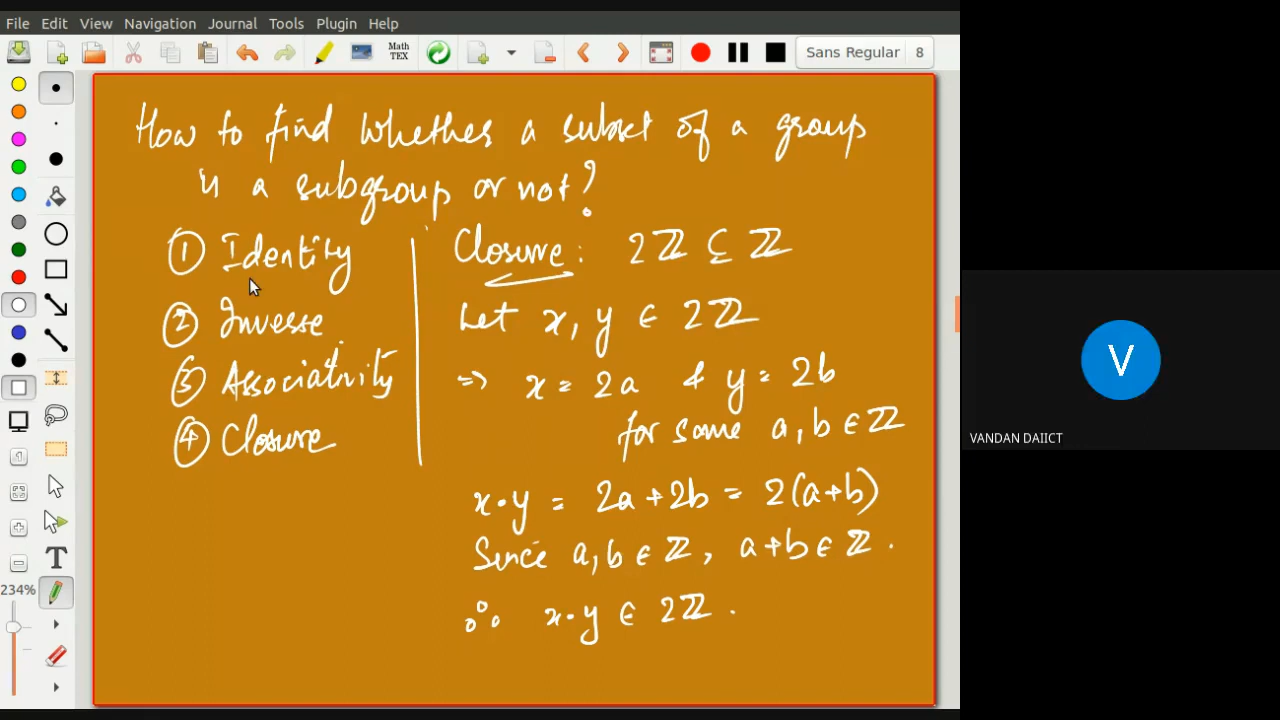 File Edit View Navigation Journal Tools Plugin Help
Math TEX
Sans Regular 8
How to find whether a subset of a group
is a subgroup or not?
① Identity
② Inverse
③ Associativity
④ Closure
Closure: 2ℤ ⊆ ℤ
Let x, y ∈ 2ℤ
=> x = 2a & y = 2b
for some a, b ∈ ℤ
x·y = 2a + 2b = 2(a+b)
Since a, b ∈ ℤ, a+b ∈ ℤ.
∴ x·y ∈ 2ℤ.
234%
T
V
VANDAN DAIICT